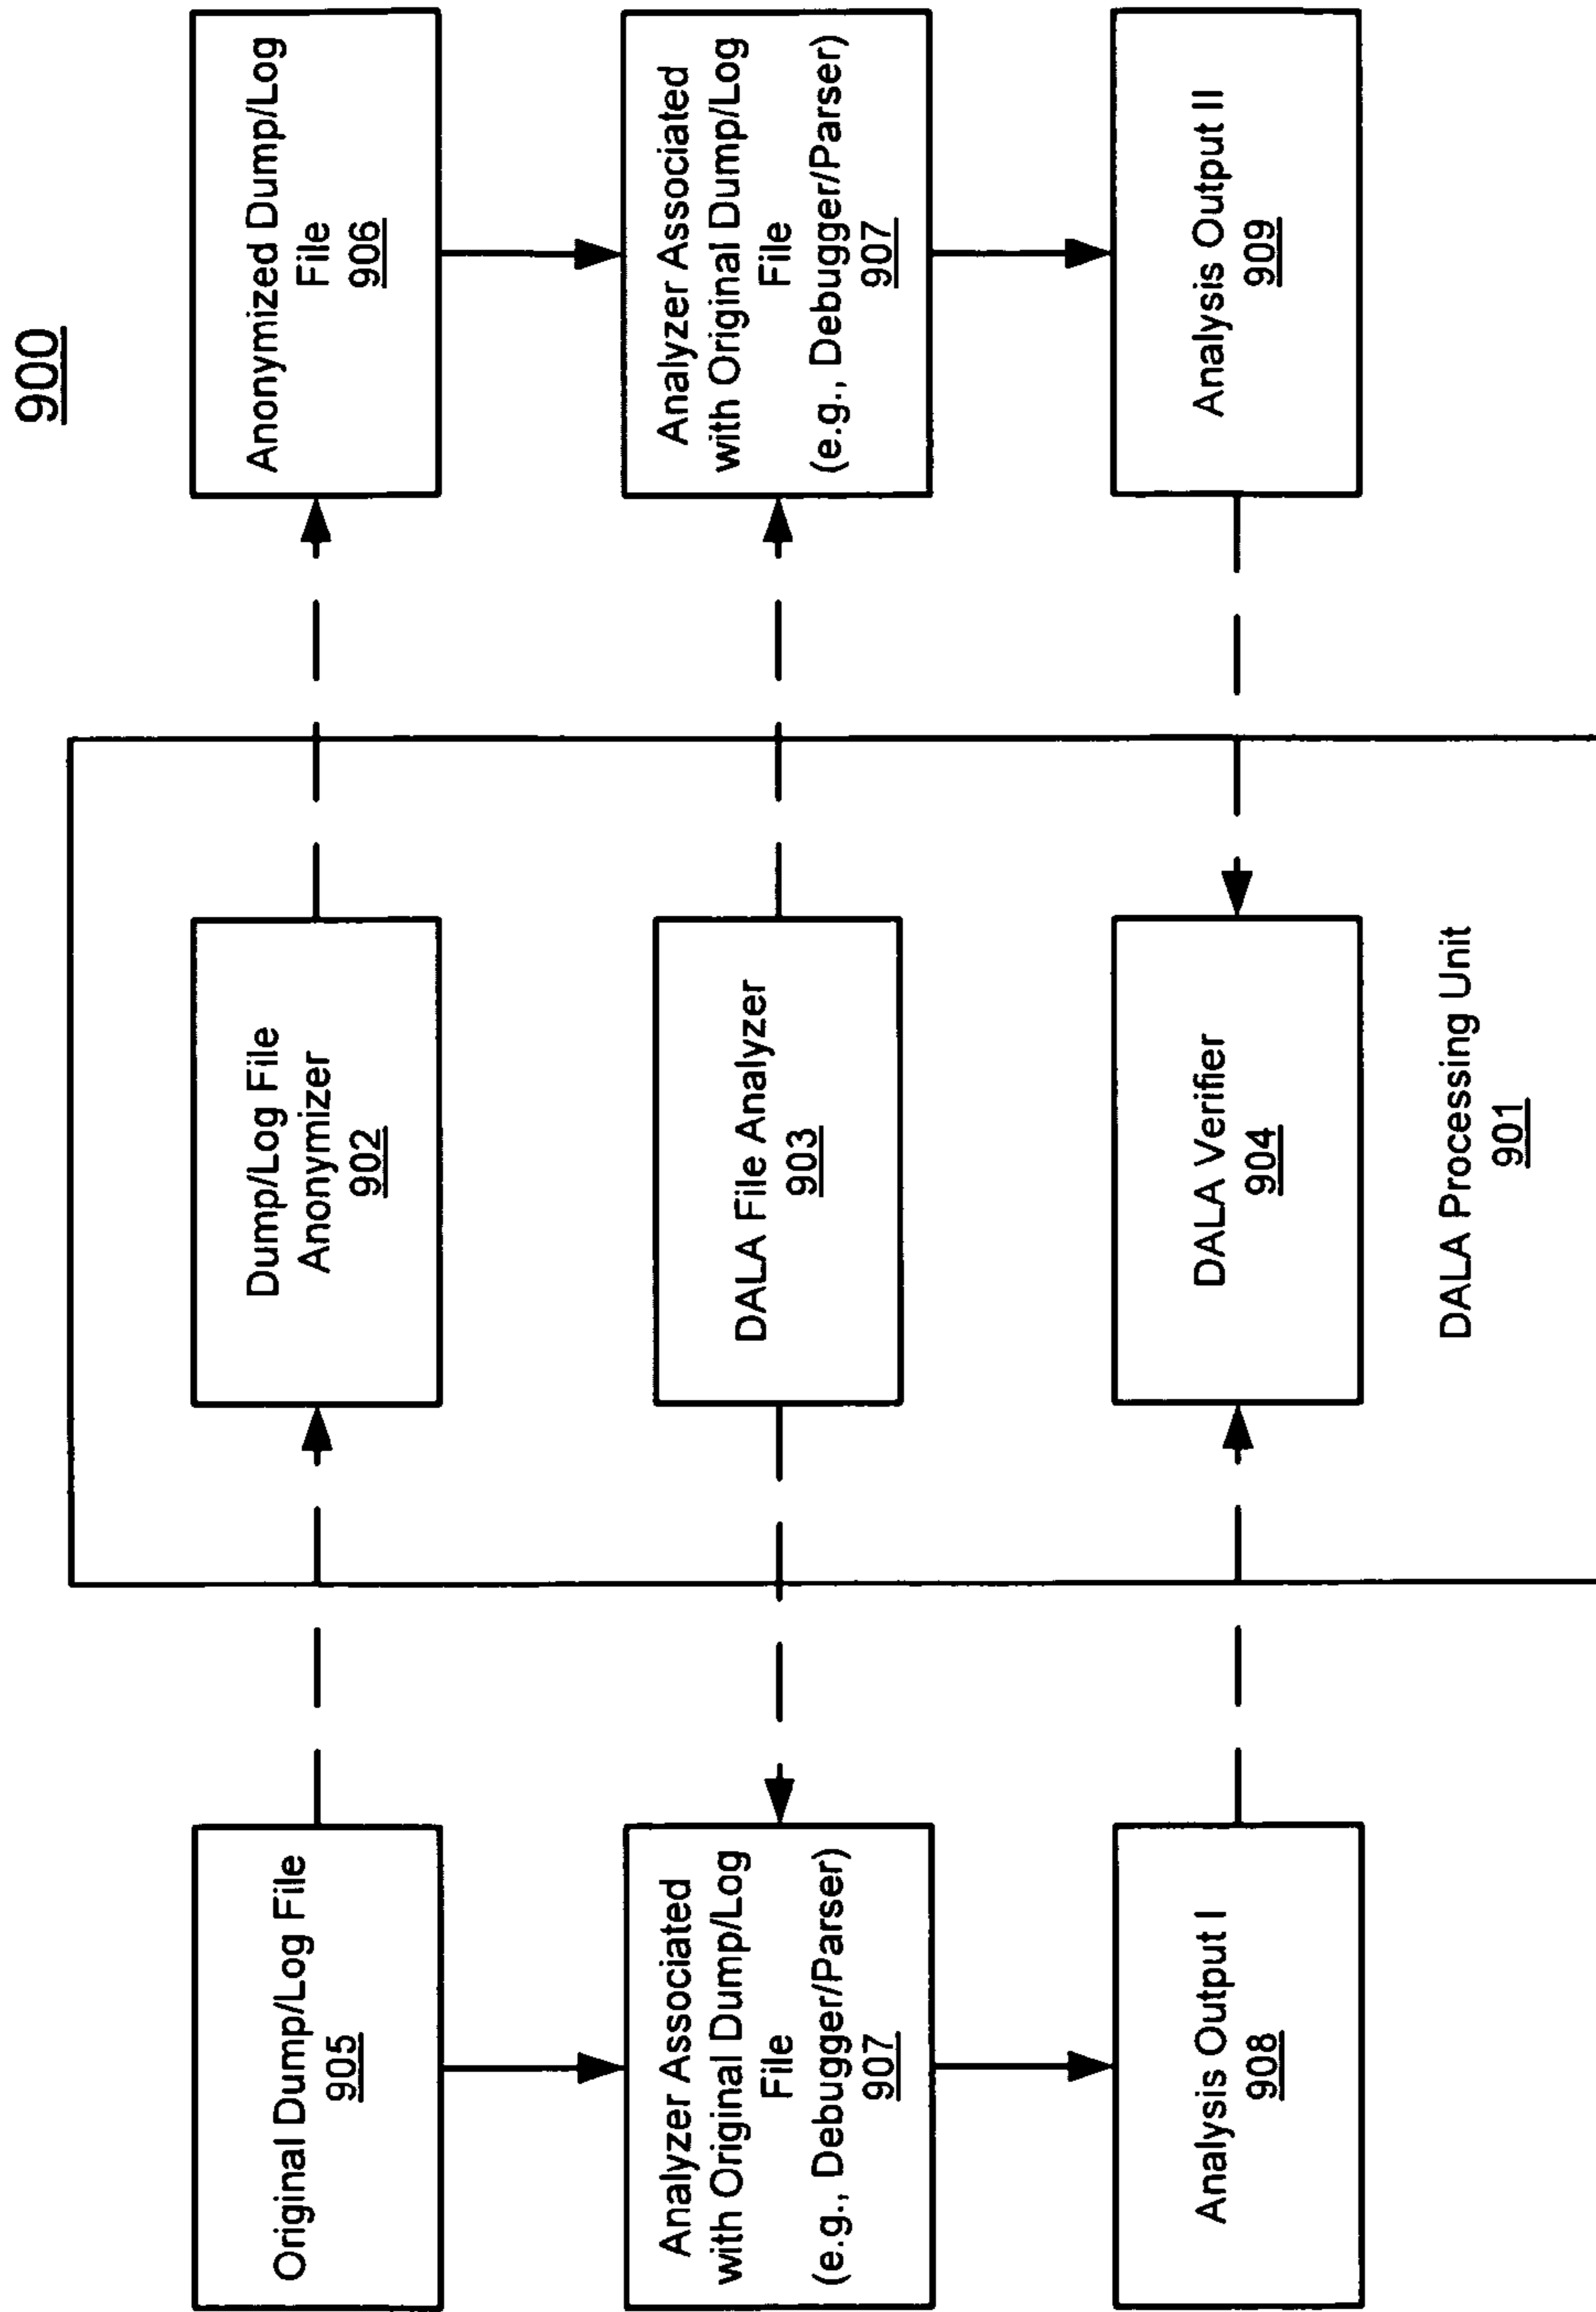 900
Original Dump/Log File
905
Dump/Log File
Anonymizer
902
Anonymized Dump/Log
File
906
Analyzer Associated
with Original Dump/Log
File
(e.g., Debugger/Parser)
907
DALA File Analyzer
903
Analyzer Associated
with Original Dump/Log
File
(e.g., Debugger/Parser)
907
Analysis Output I
908
DALA Verifier
904
Analysis Output II
909
DALA Processing Unit
901